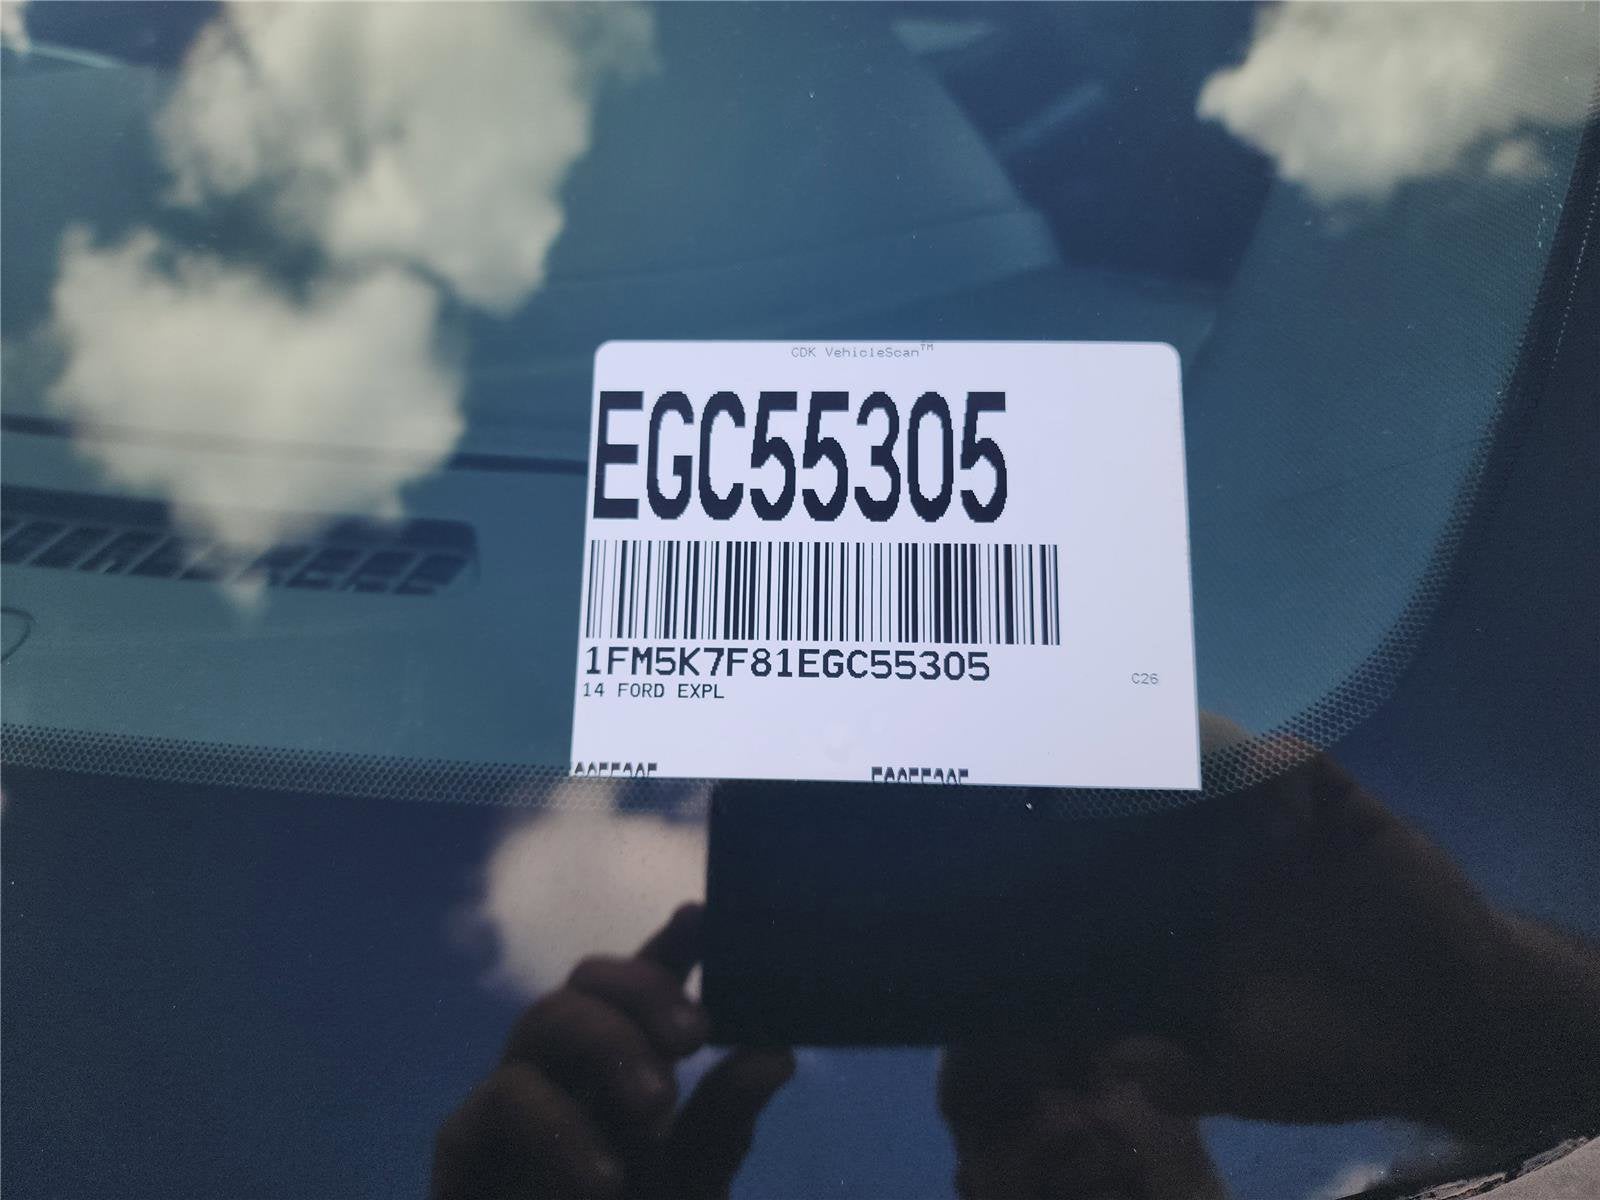 CDK VehicleScan™
EGC55305
1FM5K7F81EGC55305
14 FORD EXPL
C26